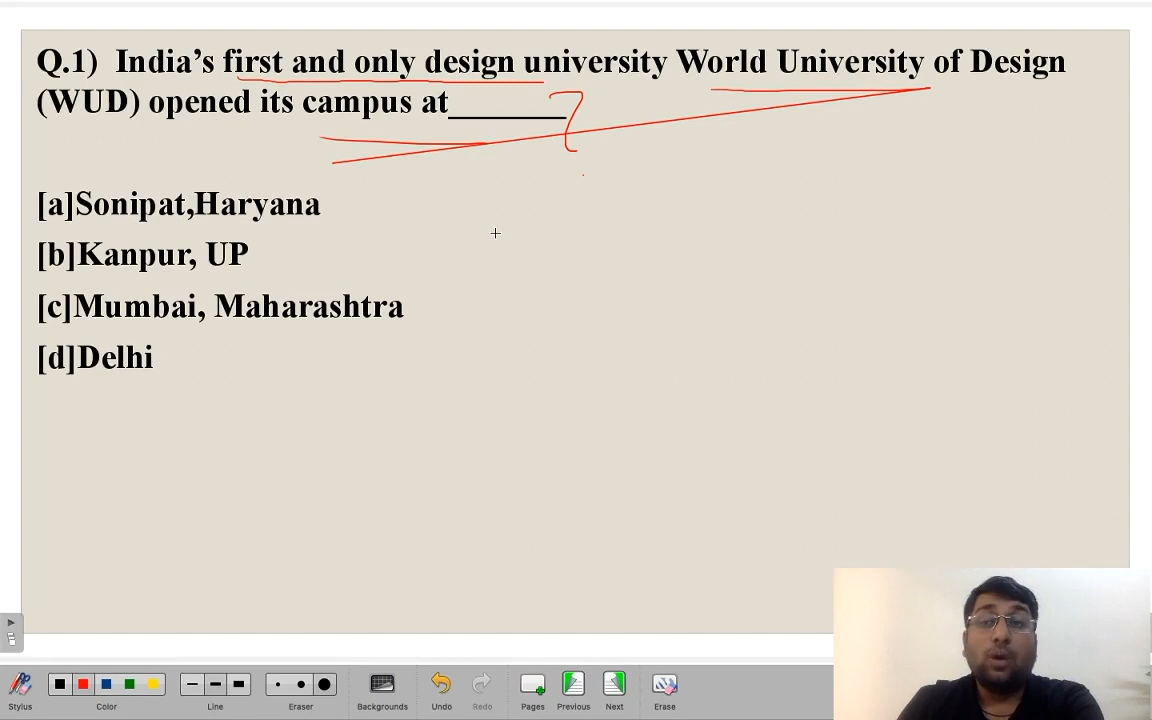 Q.1) India’s first and only design university World University of Design
(WUD) opened its campus at________
?
[a]Sonipat,Haryana
[b]Kanpur, UP
[c]Mumbai, Maharashtra
[d]Delhi
Stylus Color Line Eraser Backgrounds Undo Redo Pages Previous Next Erase